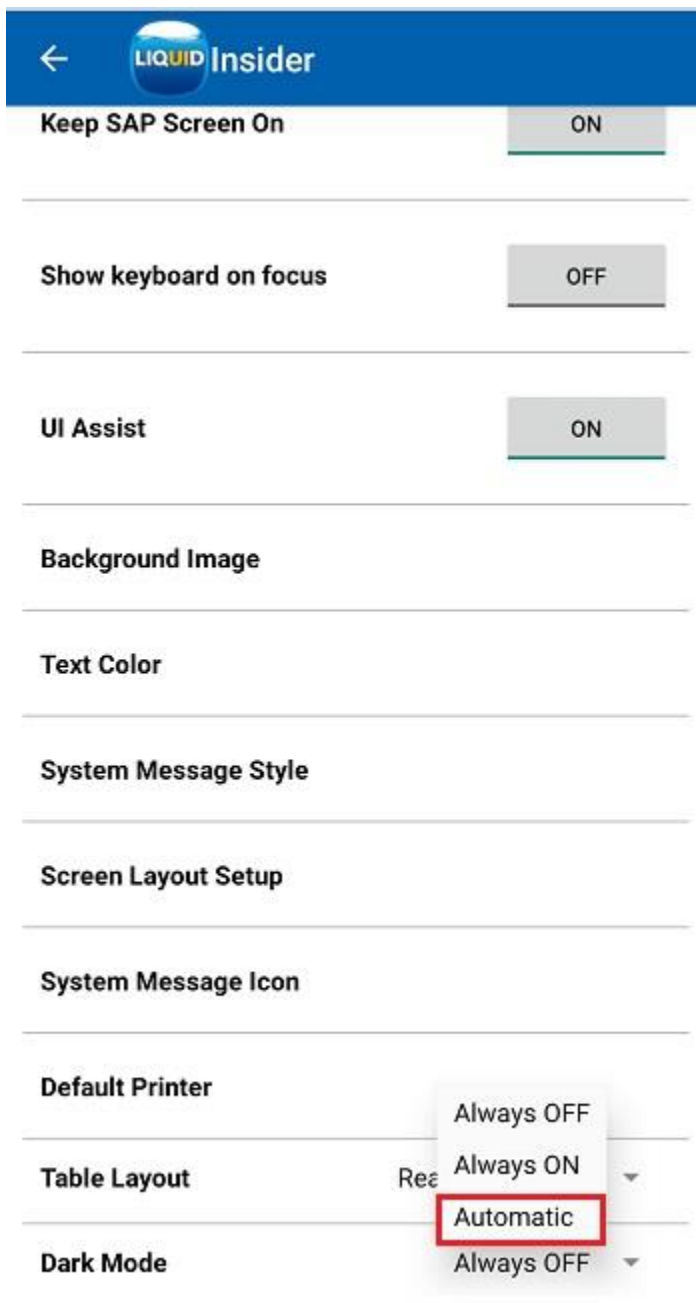 LIQUID Insider
Keep SAP Screen On ON
Show keyboard on focus OFF
UI Assist ON
Background Image
Text Color
System Message Style
Screen Layout Setup
System Message Icon
Default Printer
Always OFF
Always ON
Table Layout
Automatic
Dark Mode Always OFF